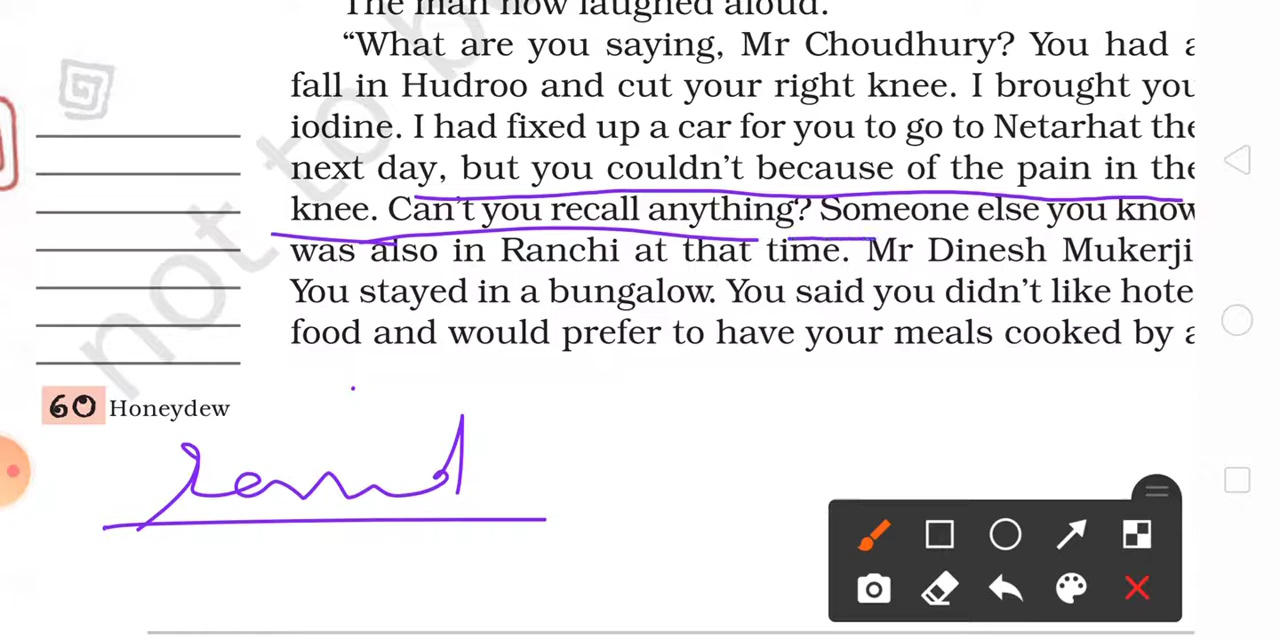 The man now laughed aloud.
“What are you saying, Mr Choudhury? You had a
fall in Hudroo and cut your right knee. I brought you
iodine. I had fixed up a car for you to go to Netarhat the
next day, but you couldn’t because of the pain in the
knee. Can’t you recall anything? Someone else you know
was also in Ranchi at that time. Mr Dinesh Mukerji
You stayed in a bungalow. You said you didn’t like hote
food and would prefer to have your meals cooked by a
not to b
60 Honeydew